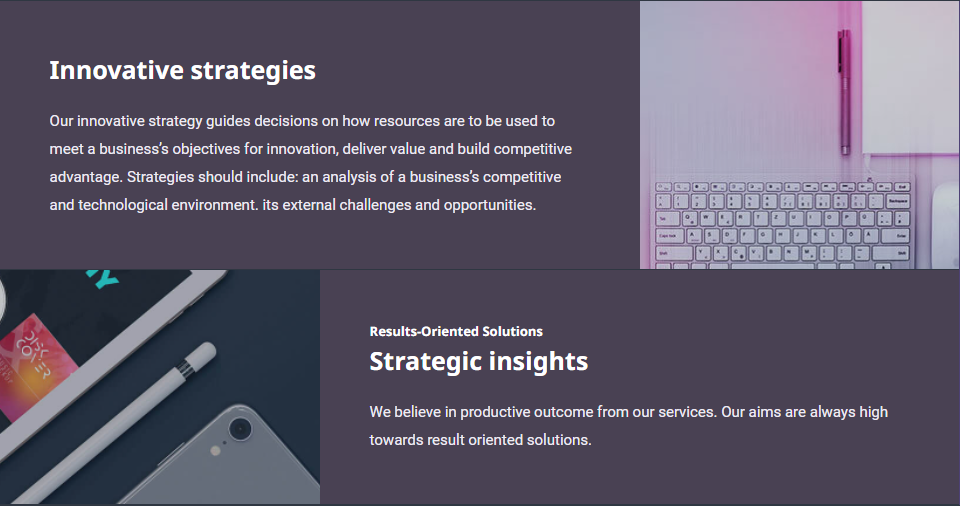 Innovative strategies
Our innovative strategy guides decisions on how resources are to be used to
meet a business’s objectives for innovation, deliver value and build competitive
advantage. Strategies should include: an analysis of a business’s competitive
and technological environment. its external challenges and opportunities.
DISC
COVER
Results-Oriented Solutions
Strategic insights
We believe in productive outcome from our services. Our aims are always high
towards result oriented solutions.